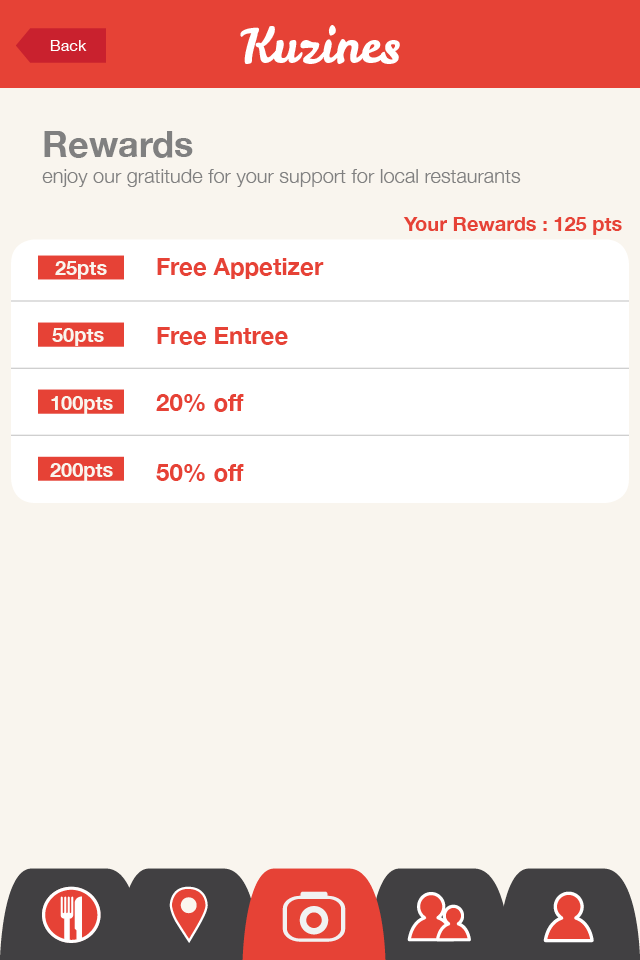 Back
Kuzines
Rewards
enjoy our gratitude for your support for local restaurants
Your Rewards : 125 pts
25pts Free Appetizer
50pts Free Entree
100pts 20% off
200pts 50% off